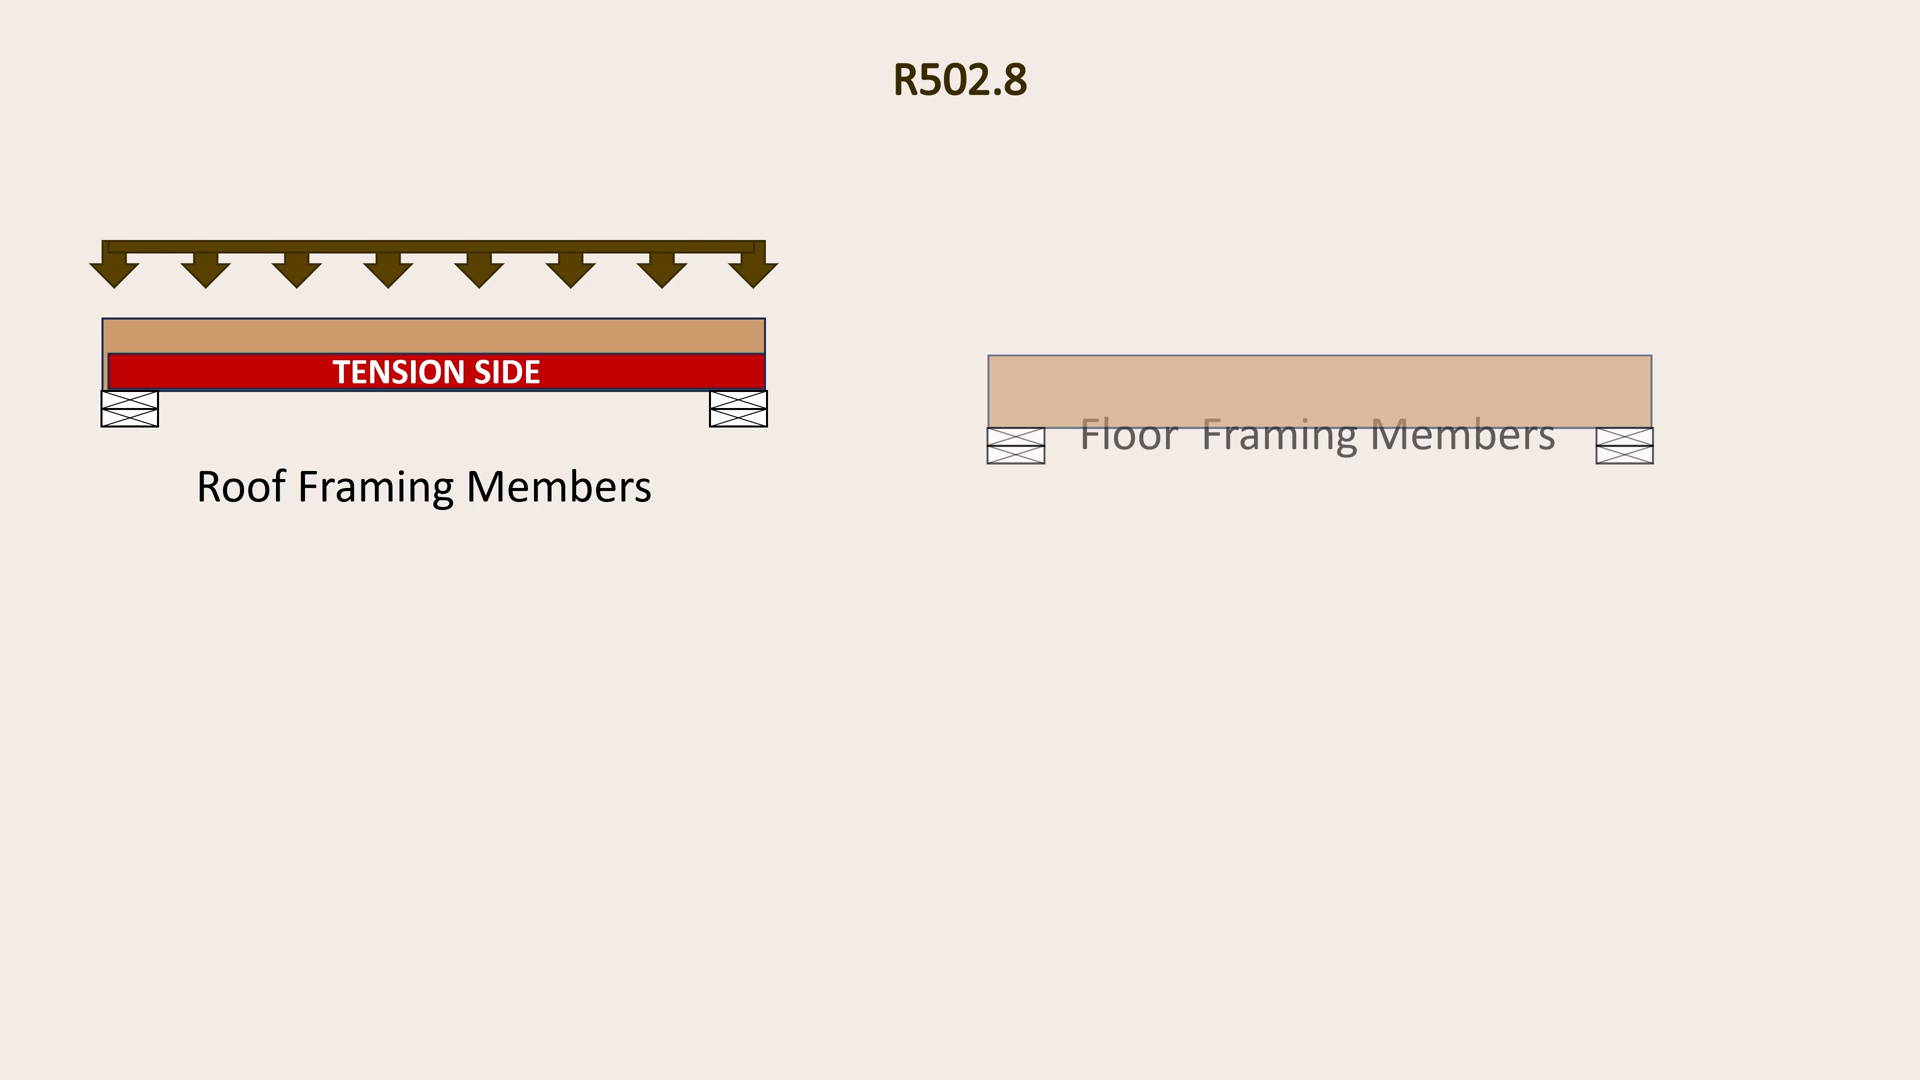 R502.8
TENSION SIDE
Roof Framing Members
Floor  Framing Members